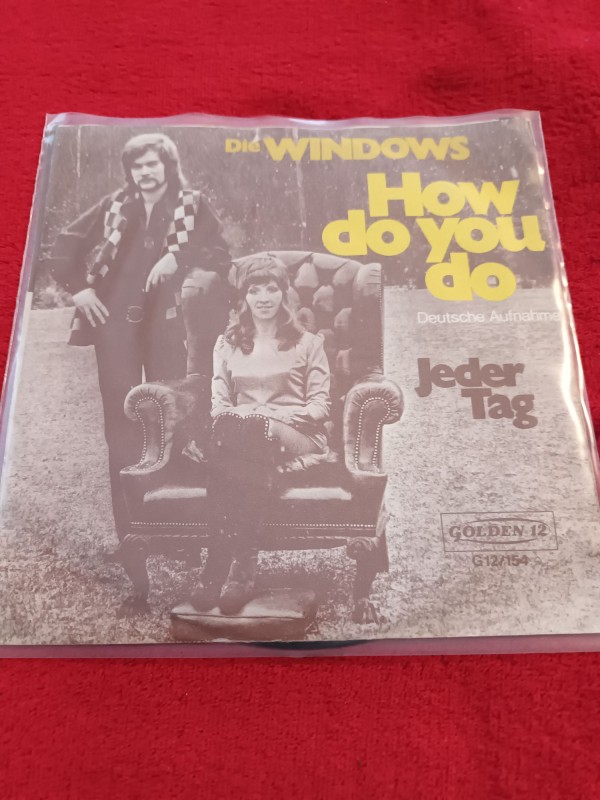 Die WINDOWS
How
do you
do
Deutsche Aufnahme
Jeder
Tag
GOLDEN 12
G12/154